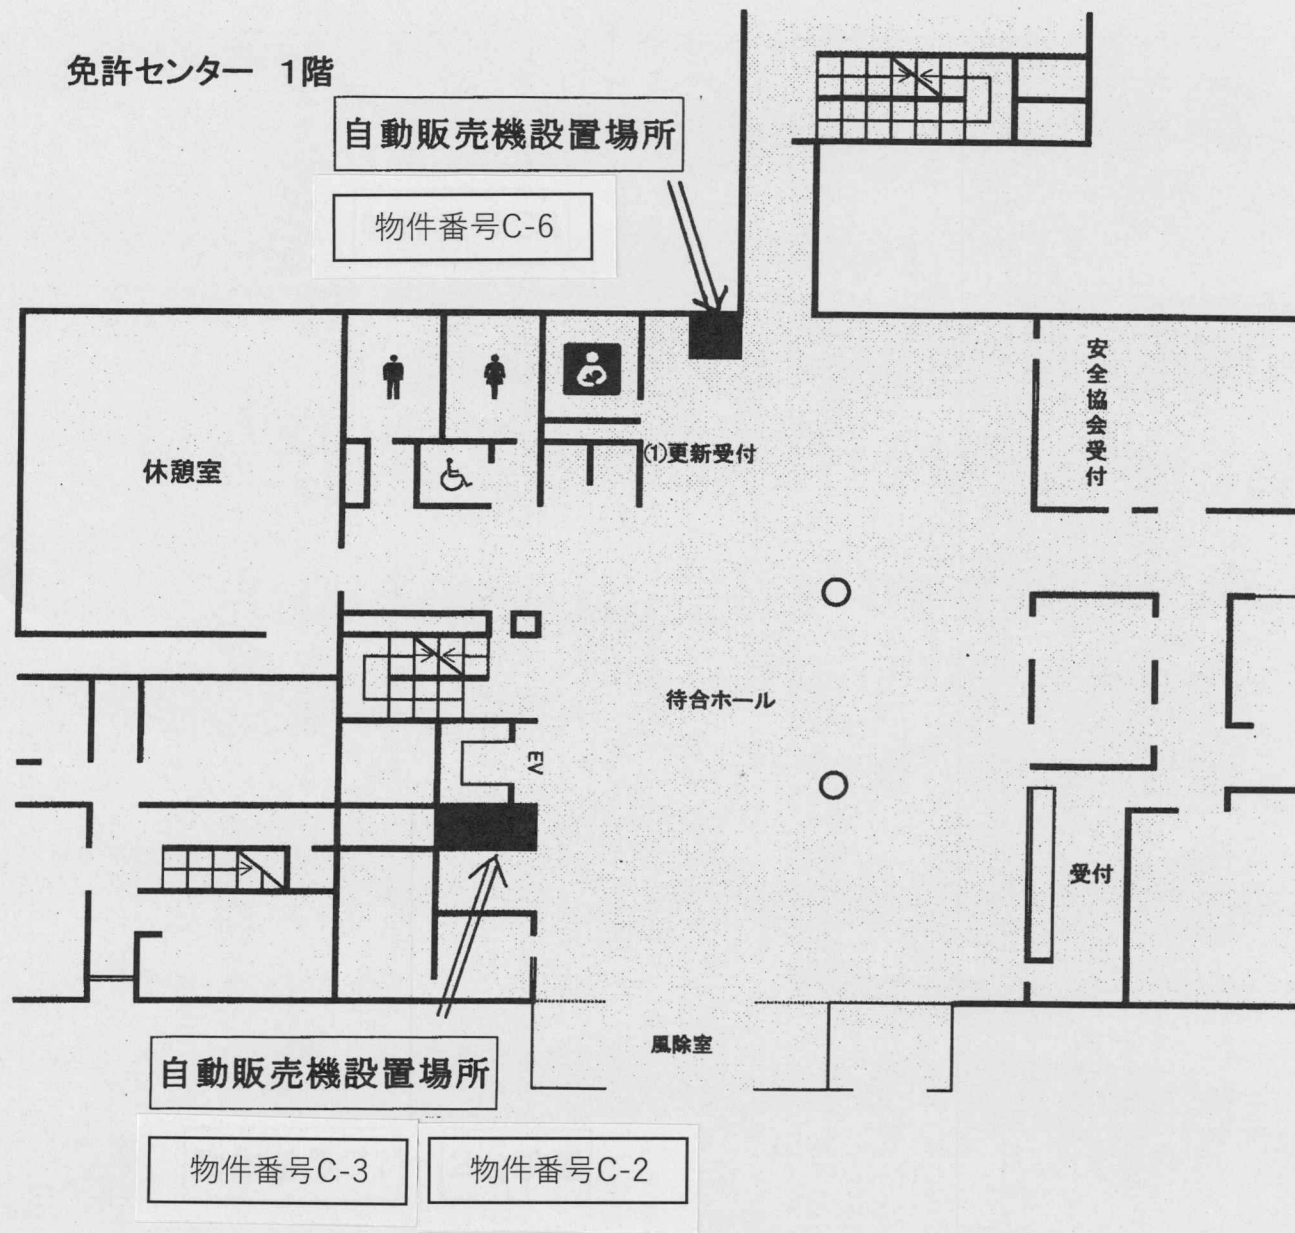 免許センター 1階
自動販売機設置場所
物件番号C-6
安全協会受付
⑴更新受付
休憩室
待合ホール
EV
受付
風除室
自動販売機設置場所
物件番号C-3
物件番号C-2